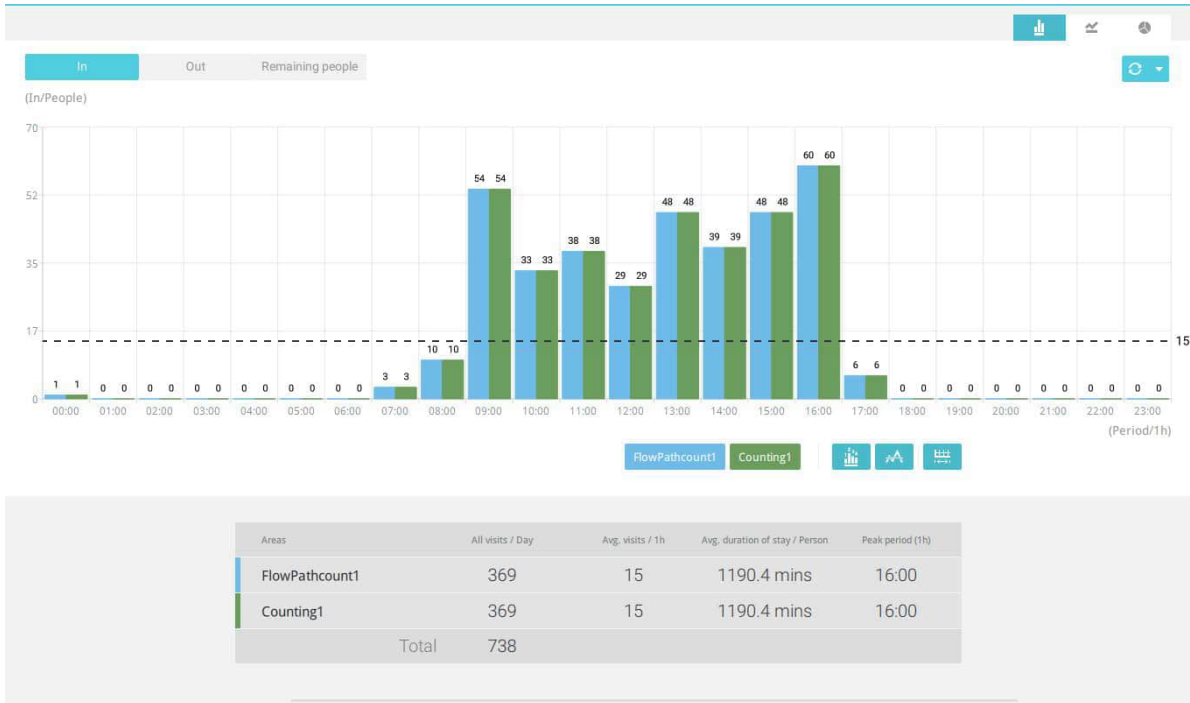 In Out Remaining people
(In/People)
70
60 60
54 54
52
48 48 48 48
39 39
38 38
35
33 33
29 29
17
15
10 10
6 6
3 3
1 1 0 0 0 0 0 0 0 0 0 0 0 0 0 0 0 0 0 0 0 0 0 0 0 0
0
00:00 01:00 02:00 03:00 04:00 05:00 06:00 07:00 08:00 09:00 10:00 11:00 12:00 13:00 14:00 15:00 16:00 17:00 18:00 19:00 20:00 21:00 22:00 23:00
(Period/1h)
FlowPathcount1 Counting1
Areas All visits / Day Avg. visits / 1h Avg. duration of stay / Person Peak period (1h)
FlowPathcount1 369 15 1190.4 mins 16:00
Counting1 369 15 1190.4 mins 16:00
Total 738